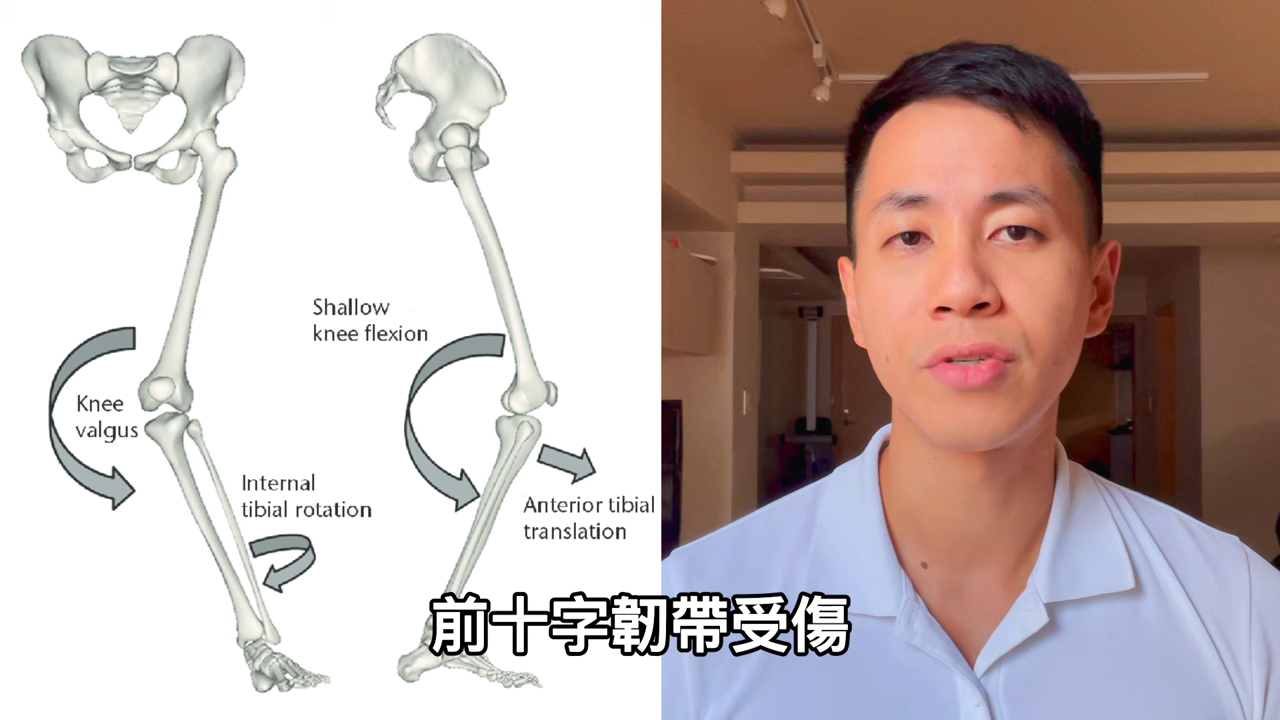 Shallow
knee flexion
Knee
valgus
Internal
tibial rotation
Anterior tibial
translation
前十字韌帶受傷